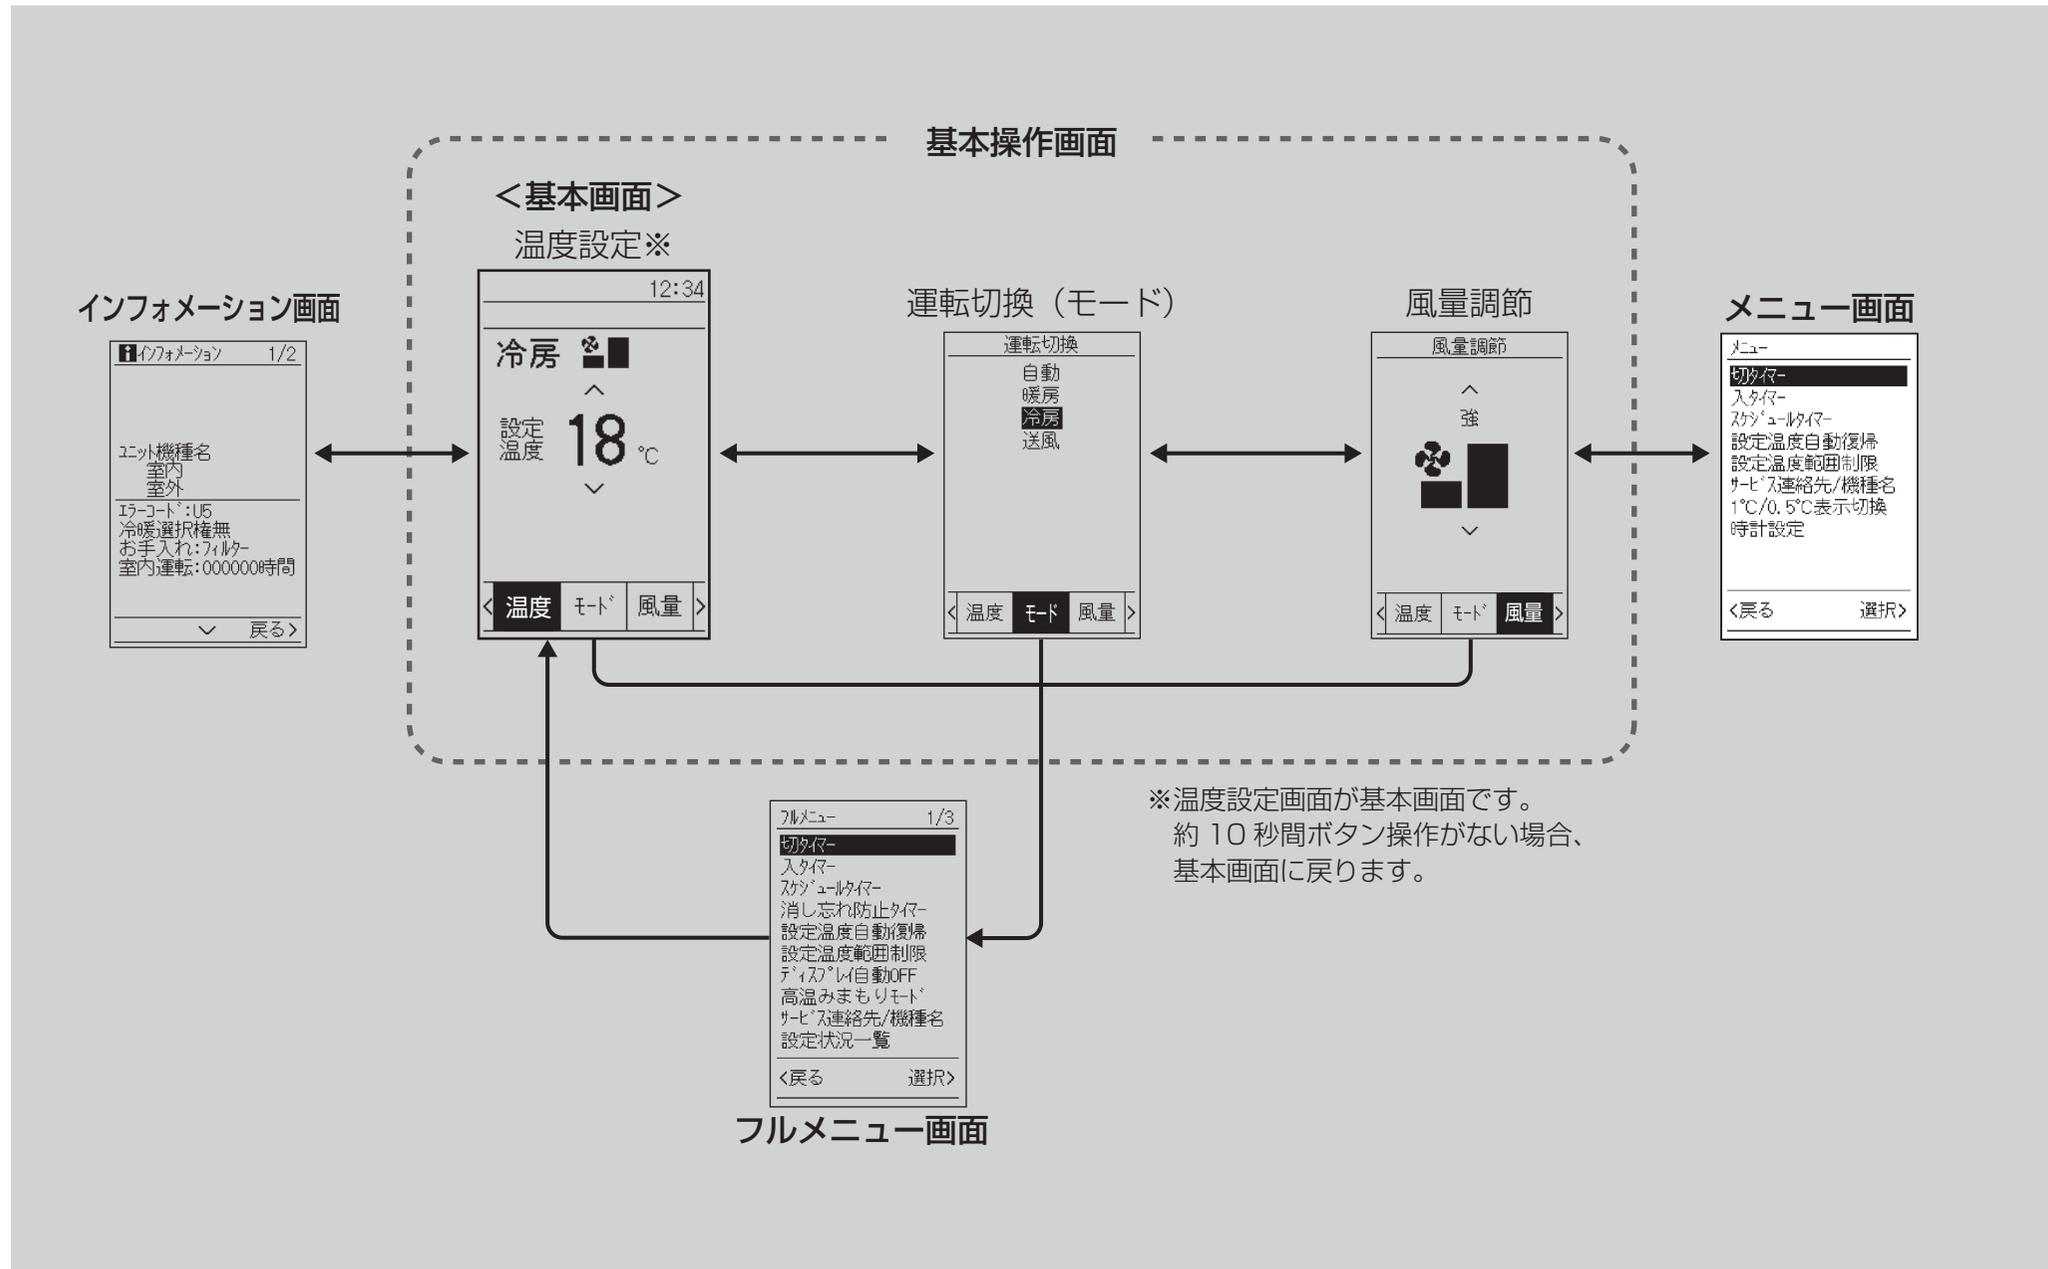 基本操作画面
<基本画面>
温度設定※
12:34
冷房
設定
温度
18℃
<温度 モード 風量>
インフォメーション画面
インフォメーション 1/2
ユニット機種名
室内
室外
エラーコード:U5
冷暖選択権無
お手入れ:フィルター
室内運転:000000時間
戻る>
運転切換(モード)
運転切換
自動
暖房
冷房
送風
<温度 モード 風量>
風量調節
風量調節
強
<温度 モード 風量>
メニュー画面
メニュー
切タイマー
入タイマー
スケジュールタイマー
設定温度自動復帰
設定温度範囲制限
サービス連絡先/機種名
1℃/0.5℃表示切換
時計設定
<戻る 選択>
※温度設定画面が基本画面です。
約 10 秒間ボタン操作がない場合、
基本画面に戻ります。
フルメニュー 1/3
切タイマー
入タイマー
スケジュールタイマー
消し忘れ防止タイマー
設定温度自動復帰
設定温度範囲制限
ディスプレイ自動OFF
高温みまもりモード
サービス連絡先/機種名
設定状況一覧
<戻る 選択>
フルメニュー画面